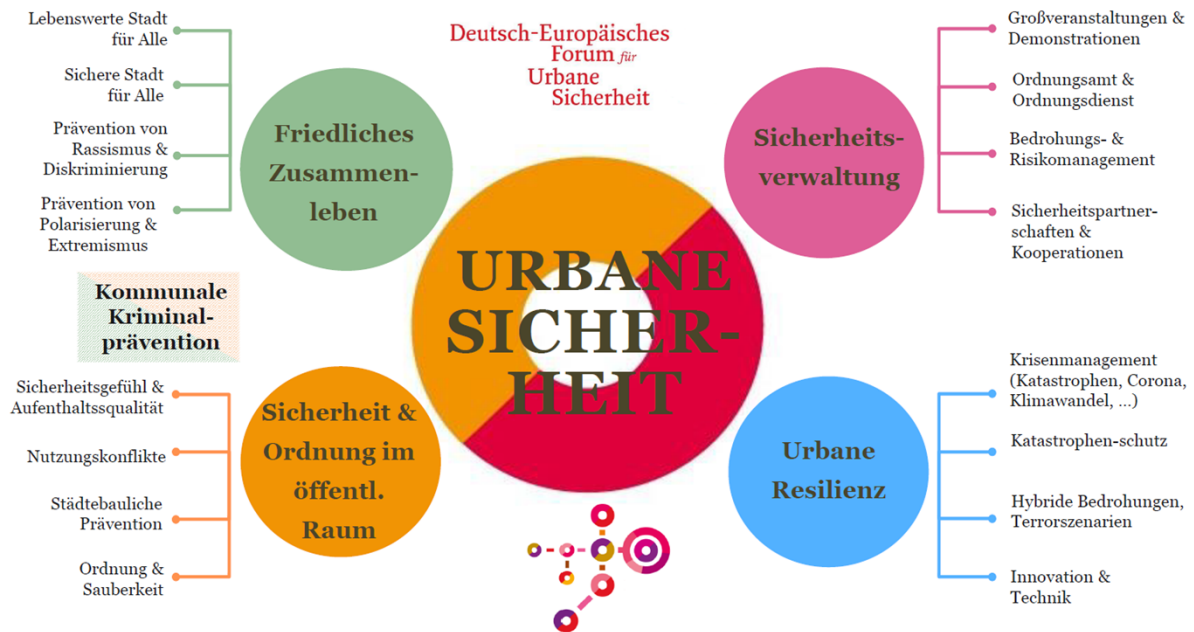 Lebenswerte Stadt
für Alle
Sichere Stadt
für Alle
Prävention von
Rassismus &
Diskriminierung
Prävention von
Polarisierung &
Extremismus
Friedliches
Zusammen-
leben
Deutsch-Europäisches
Forum für
Urbane
Sicherheit
Sicherheits-
verwaltung
Großveranstaltungen &
Demonstrationen
Ordnungsamt &
Ordnungsdienst
Bedrohungs- &
Risikomanagement
Sicherheitspartner-
schaften &
Kooperationen
URBANE
SICHER-
HEIT
Kommunale
Kriminal-
prävention
Sicherheitsgefühl &
Aufenthaltssqualität
Nutzungskonflikte
Städtebauliche
Prävention
Ordnung &
Sauberkeit
Sicherheit &
Ordnung im
öffentl.
Raum
Urbane
Resilienz
Krisenmanagement
(Katastrophen, Corona,
Klimawandel, ...)
Katastrophen-schutz
Hybride Bedrohungen,
Terrorszenarien
Innovation &
Technik